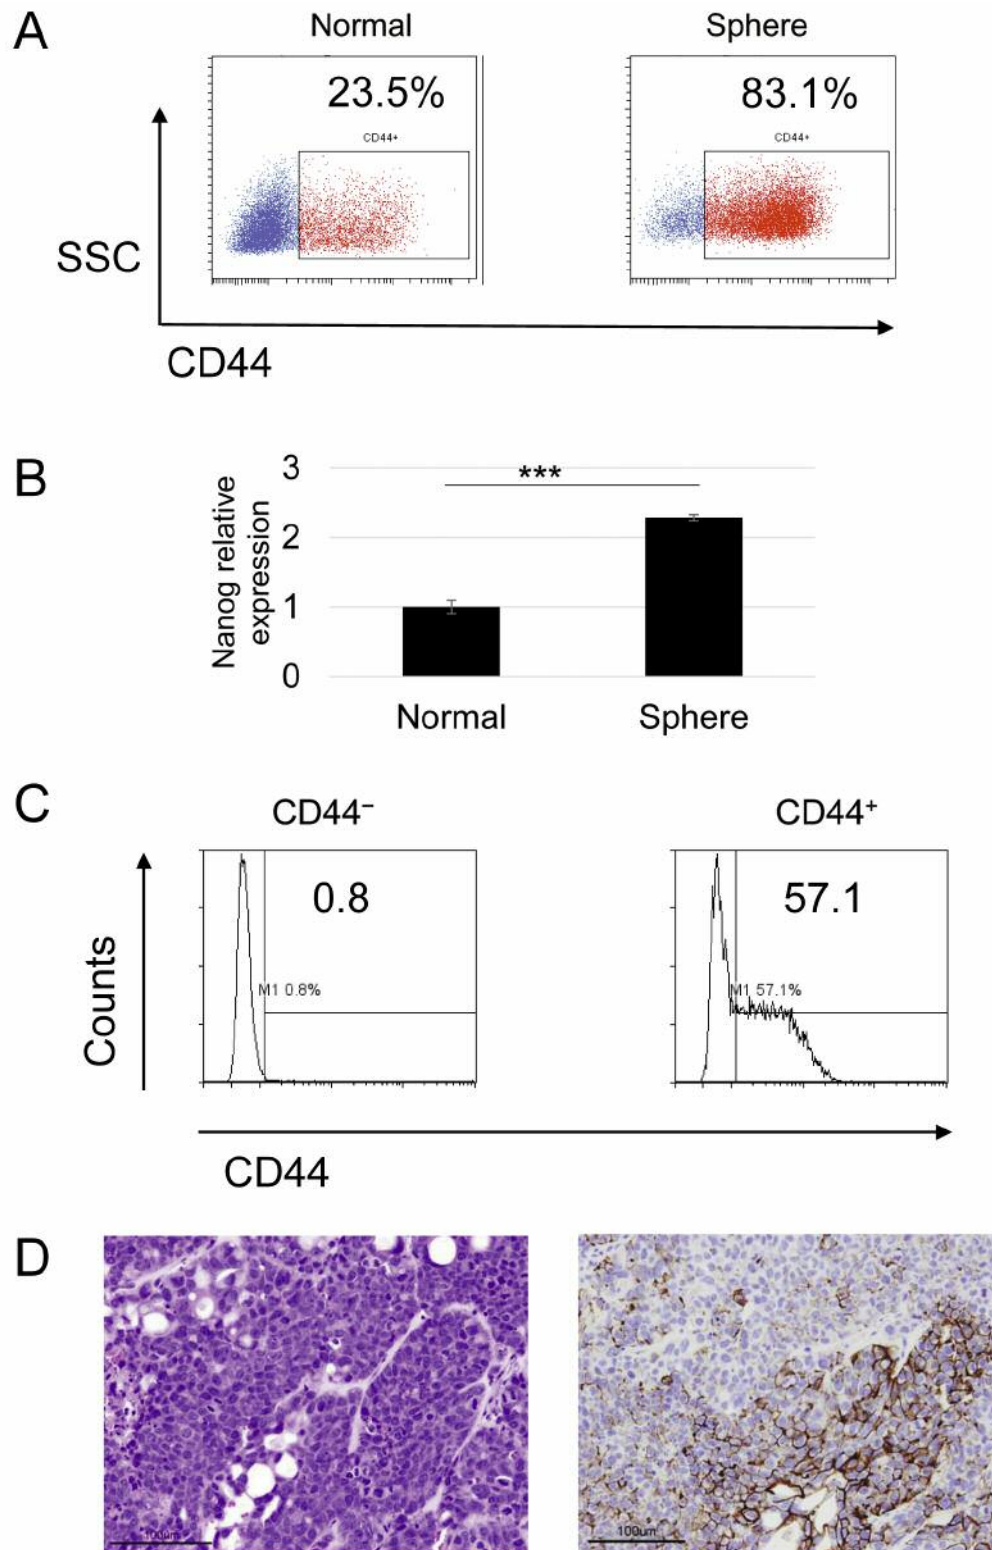 A
Normal
Sphere
23.5%
83.1%
CD44+
CD44+
SSC
CD44
B
Nanog relative
expression
3
***
2
1
0
Normal
Sphere
C
CD44⁻
CD44⁺
0.8
57.1
M1 0.8%
M1 57.1%
Counts
CD44
D
100um
100um